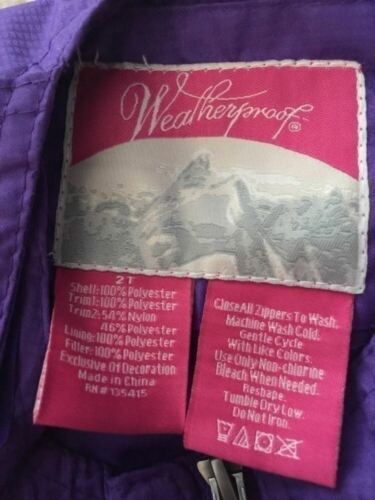 Weatherproof®
2T
Shell:100% Polyester
Trim1:100% Polyester
Trim2:54% Nylon
46% Polyester
Lining:100% Polyester
Filler:100% Polyester
Exclusive Of Decoration
Made in China
RN# 135415
Close All Zippers To Wash.
Machine Wash Cold.
Gentle Cycle.
With Like Colors.
Use Only Non-chlorine
Bleach When Needed.
Reshape.
Tumble Dry Low.
Do Not Iron.